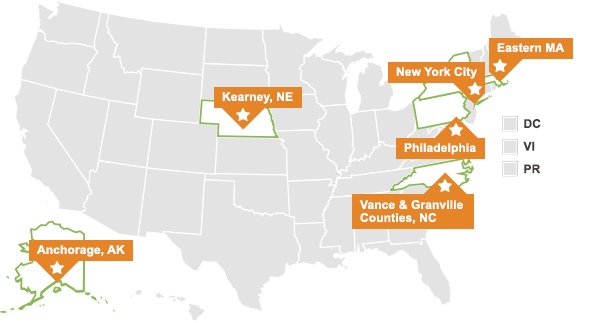 Eastern MA
New York City
Kearney, NE
DC
Philadelphia
VI
PR
Vance & Granville
Counties, NC
Anchorage, AK